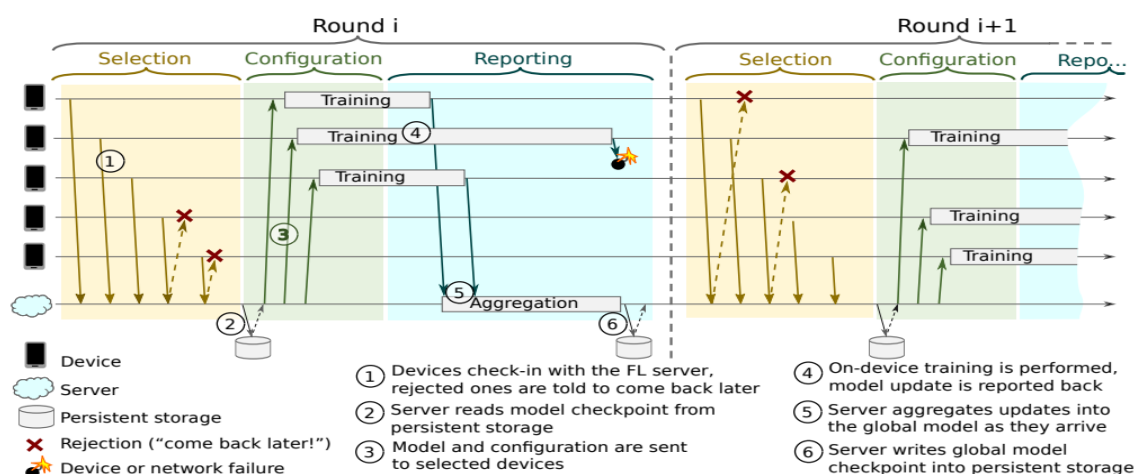 Round i
Round i+1
Selection
Configuration
Reporting
Selection
Configuration
Repo...
Training
Training
4
Training
1
Training
Training
3
Training
5
Aggregation
2
6
Device
Server
Persistent storage
Rejection ("come back later!")
Device or network failure
1 Devices check-in with the FL server,
rejected ones are told to come back later
2 Server reads model checkpoint from
persistent storage
3 Model and configuration are sent
to selected devices
4 On-device training is performed,
model update is reported back
5 Server aggregates updates into
the global model as they arrive
6 Server writes global model
checkpoint into persistent storage